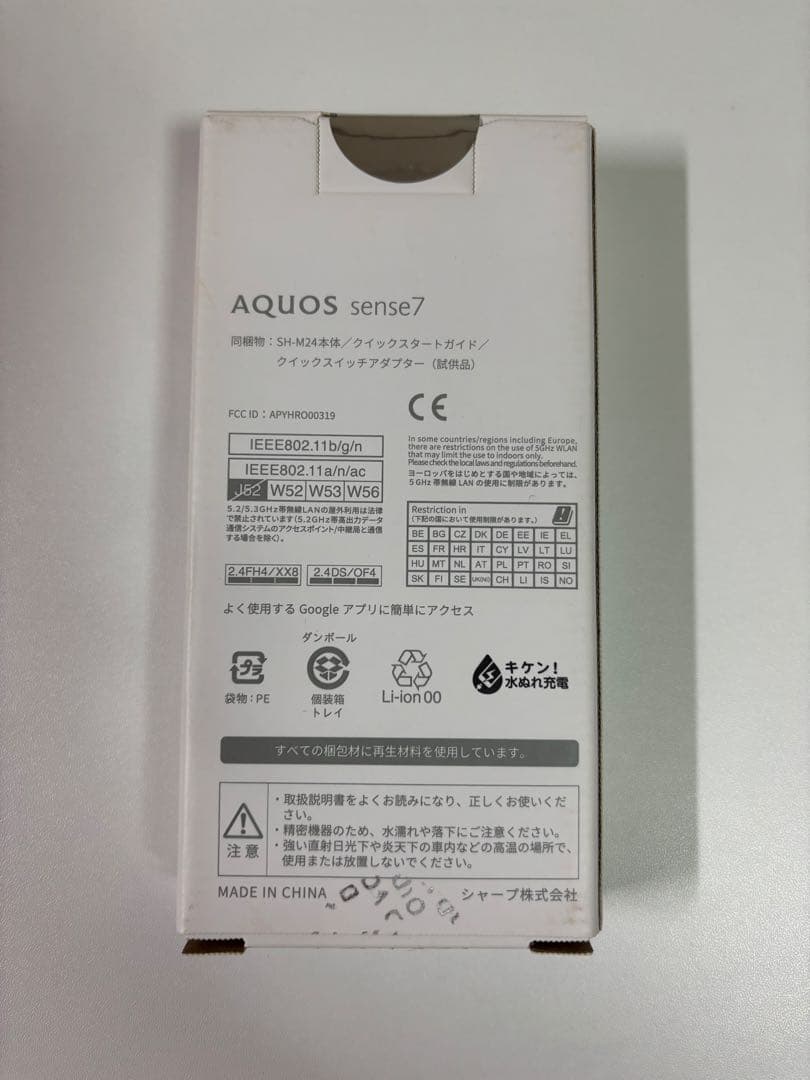 AQUOS sense7
同梱物：SH-M24本体／クイックスタートガイド／
クイックスイッチアダプター（試供品）
FCC ID：APYHRO00319
CE
IEEE802.11b/g/n
IEEE802.11a/n/ac
J52 W52 W53 W56
5.2/5.3GHz帯無線LANの屋外利用は法律
で禁止されています(5.2GHz帯高出力データ
通信システムのアクセスポイント/中継局と通信
する場合を除く)。
In some countries/regions including Europe,
there are restrictions on the use of 5GHz WLAN
that may limit the use to indoors only.
Please check the local laws and regulations beforehand.
ヨーロッパをはじめとする国や地域によっては、
5GHz 帯無線 LAN の使用に制限があります。
Restriction in
(下記の国において使用制限があります。)
BE BG CZ DK DE EE IE EL
ES FR HR IT CY LV LT LU
HU MT NL AT PL PT RO SI
SK FI SE UK(NI) CH LI IS NO
2.4FH4/XX8 2.4DS/OF4
よく使用する Google アプリに簡単にアクセス
プラ
袋物：PE
ダンボール
個装箱
トレイ
Li-ion 00
キケン！
水ぬれ充電
すべての梱包材に再生材料を使用しています。
注意
・取扱説明書をよくお読みになり、正しくお使いくだ
さい。
・精密機器のため、水濡れや落下にご注意ください。
・強い直射日光下や炎天下の車内などの高温の場所で、
使用または放置しないでください。
MADE IN CHINA
シャープ株式会社